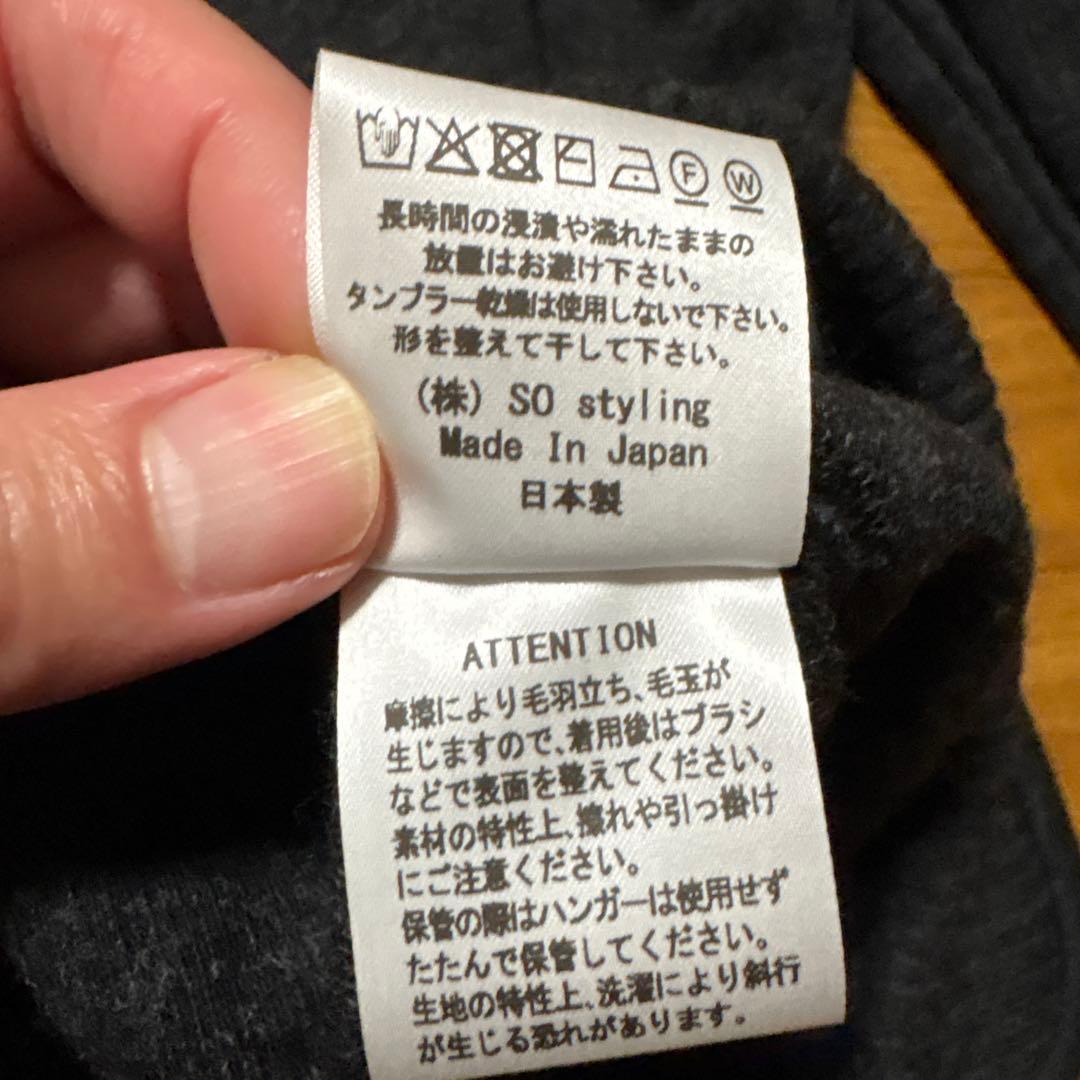 F W
長時間の浸漬や濡れたままの
放置はお避け下さい。
タンブラー乾燥は使用しないで下さい。
形を整えて干して下さい。
(株) SO styling
Made In Japan
日本製
ATTENTION
摩擦により毛羽立ち、毛玉が
生じますので、着用後はブラシ
などで表面を整えてください。
素材の特性上、擦れや引っ掛け
にご注意ください。
保管の際はハンガーは使用せず
たたんで保管してください。
生地の特性上、洗濯により斜行
が生じる恐れがあります。